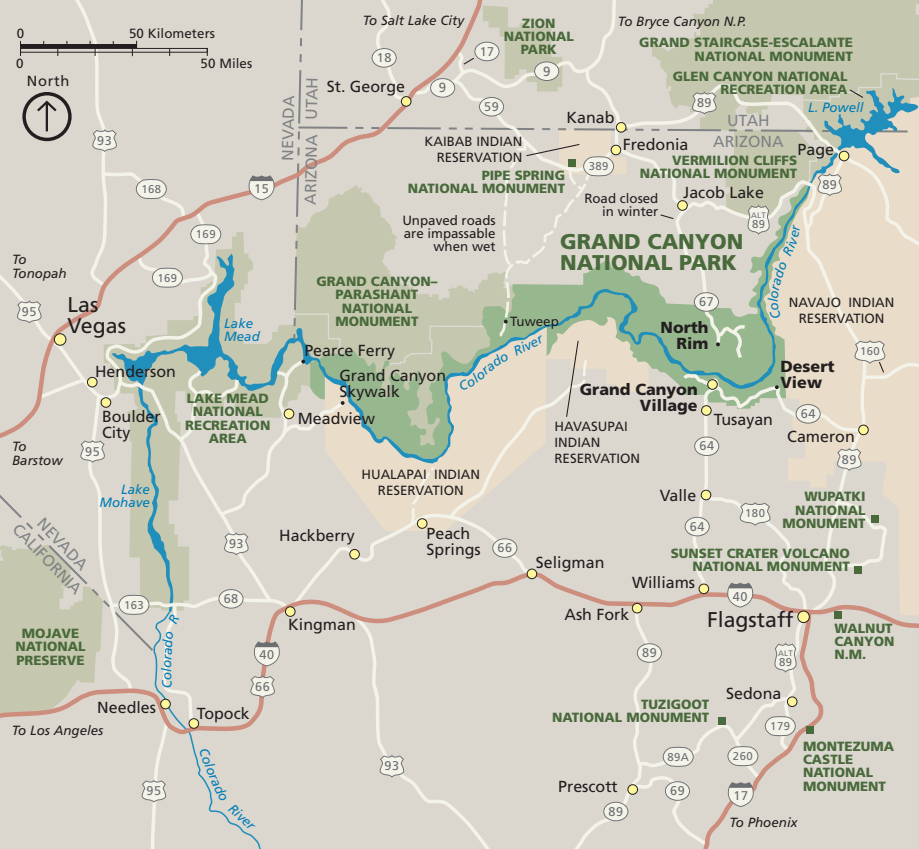 To Salt Lake City
To Bryce Canyon N.P.
0
50 Kilometers
0
50 Miles
North
ZION
NATIONAL
PARK
GRAND STAIRCASE-ESCALANTE
NATIONAL MONUMENT
GLEN CANYON NATIONAL
RECREATION AREA
18
17
9
9
59
89
St. George
NEVADA
UTAH
ARIZONA
Kanab
Fredonia
UTAH
ARIZONA
L. Powell
Page
89
93
168
15
169
169
KAIBAB INDIAN
RESERVATION
389
PIPE SPRING
NATIONAL MONUMENT
VERMILION CLIFFS
NATIONAL MONUMENT
Road closed
in winter
Jacob Lake
ALT
89
Unpaved roads
are impassable
when wet
GRAND CANYON
NATIONAL PARK
Colorado River
To
Tonopah
95
Las
Vegas
Lake
Mead
GRAND CANYON–
PARASHANT
NATIONAL
MONUMENT
Tuweep
67
North
Rim
NAVAJO INDIAN
RESERVATION
160
Henderson
Pearce Ferry
Grand Canyon
Skywalk
Colorado River
Desert
View
Grand Canyon
Village
Boulder
City
LAKE MEAD
NATIONAL
RECREATION
AREA
Meadview
Tusayan
64
Cameron
To
Barstow
95
HAVASUPAI
INDIAN
RESERVATION
64
89
HUALAPAI INDIAN
RESERVATION
Lake
Mohave
Valle
180
WUPATKI
NATIONAL
MONUMENT
NEVADA
CALIFORNIA
93
Hackberry
Peach
Springs
66
64
Seligman
SUNSET CRATER VOLCANO
NATIONAL MONUMENT
Williams
40
163
68
Kingman
Ash Fork
Flagstaff
WALNUT
CANYON
N.M.
MOJAVE
NATIONAL
PRESERVE
Colorado R
40
66
89
ALT
89
Needles
Topock
To Los Angeles
Sedona
TUZIGOOT
NATIONAL MONUMENT
179
MONTEZUMA
CASTLE
NATIONAL
MONUMENT
95
Colorado River
93
89A
260
Prescott
69
17
89
To Phoenix